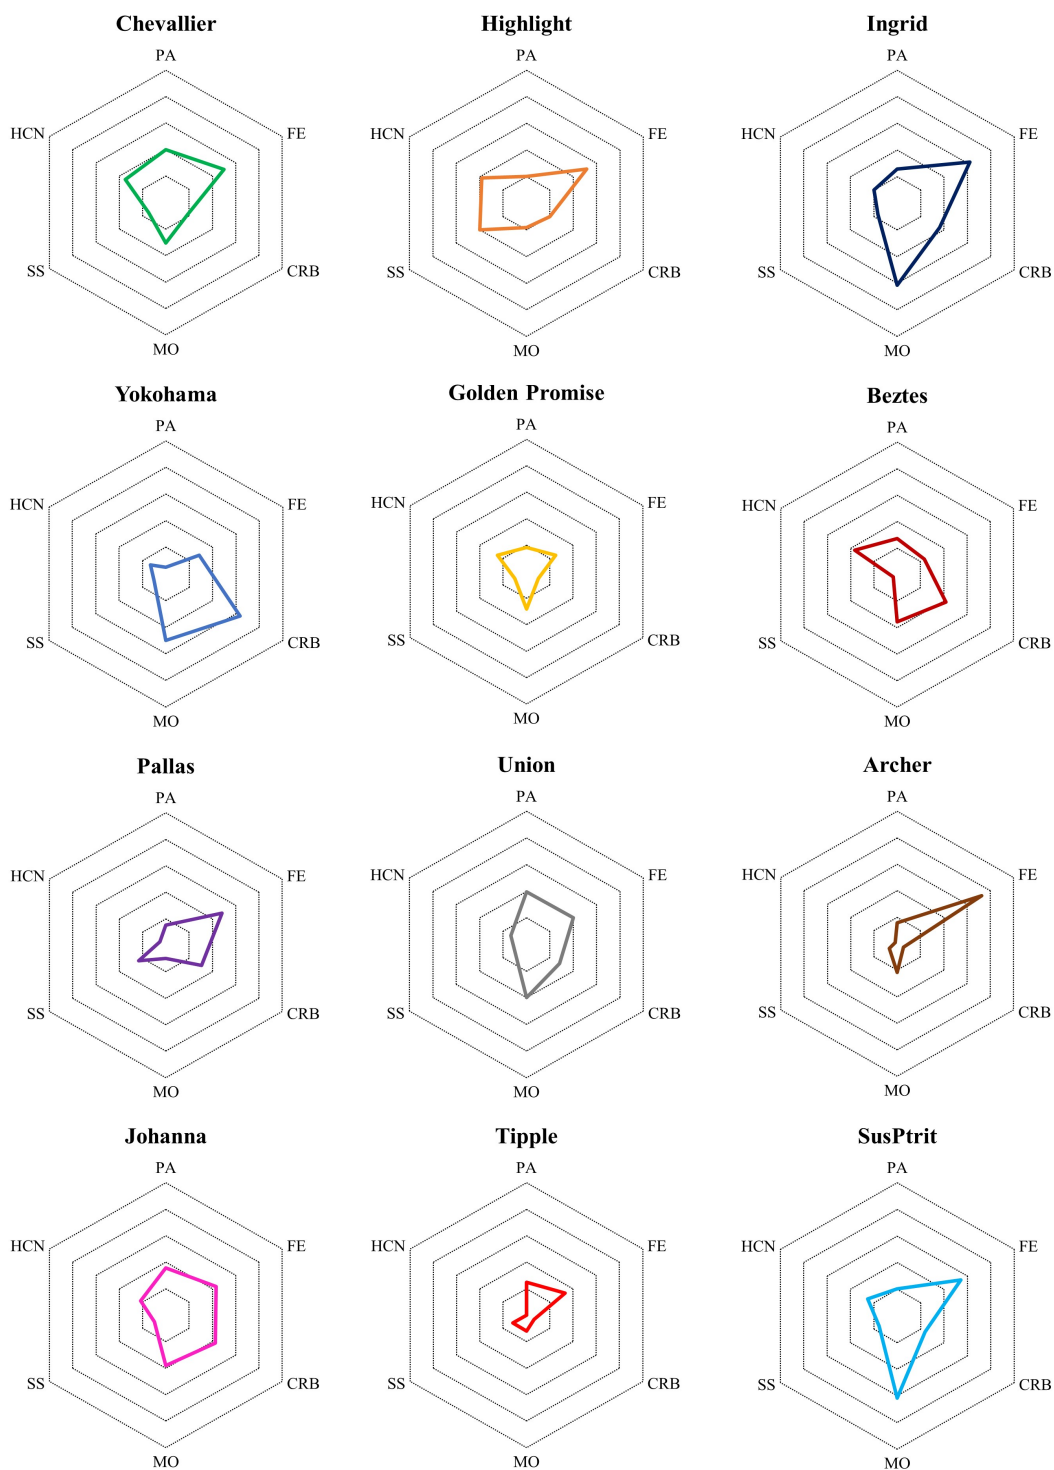 Chevallier
PA
HCN
FE
SS
CRB
MO
Highlight
PA
HCN
FE
SS
CRB
MO
Ingrid
PA
HCN
FE
SS
CRB
MO
Yokohama
PA
HCN
FE
SS
CRB
MO
Golden Promise
PA
HCN
FE
SS
CRB
MO
Beztes
PA
HCN
FE
SS
CRB
MO
Pallas
PA
HCN
FE
SS
CRB
MO
Union
PA
HCN
FE
SS
CRB
MO
Archer
PA
HCN
FE
SS
CRB
MO
Johanna
PA
HCN
FE
SS
CRB
MO
Tipple
PA
HCN
FE
SS
CRB
MO
SusPtrit
PA
HCN
FE
SS
CRB
MO